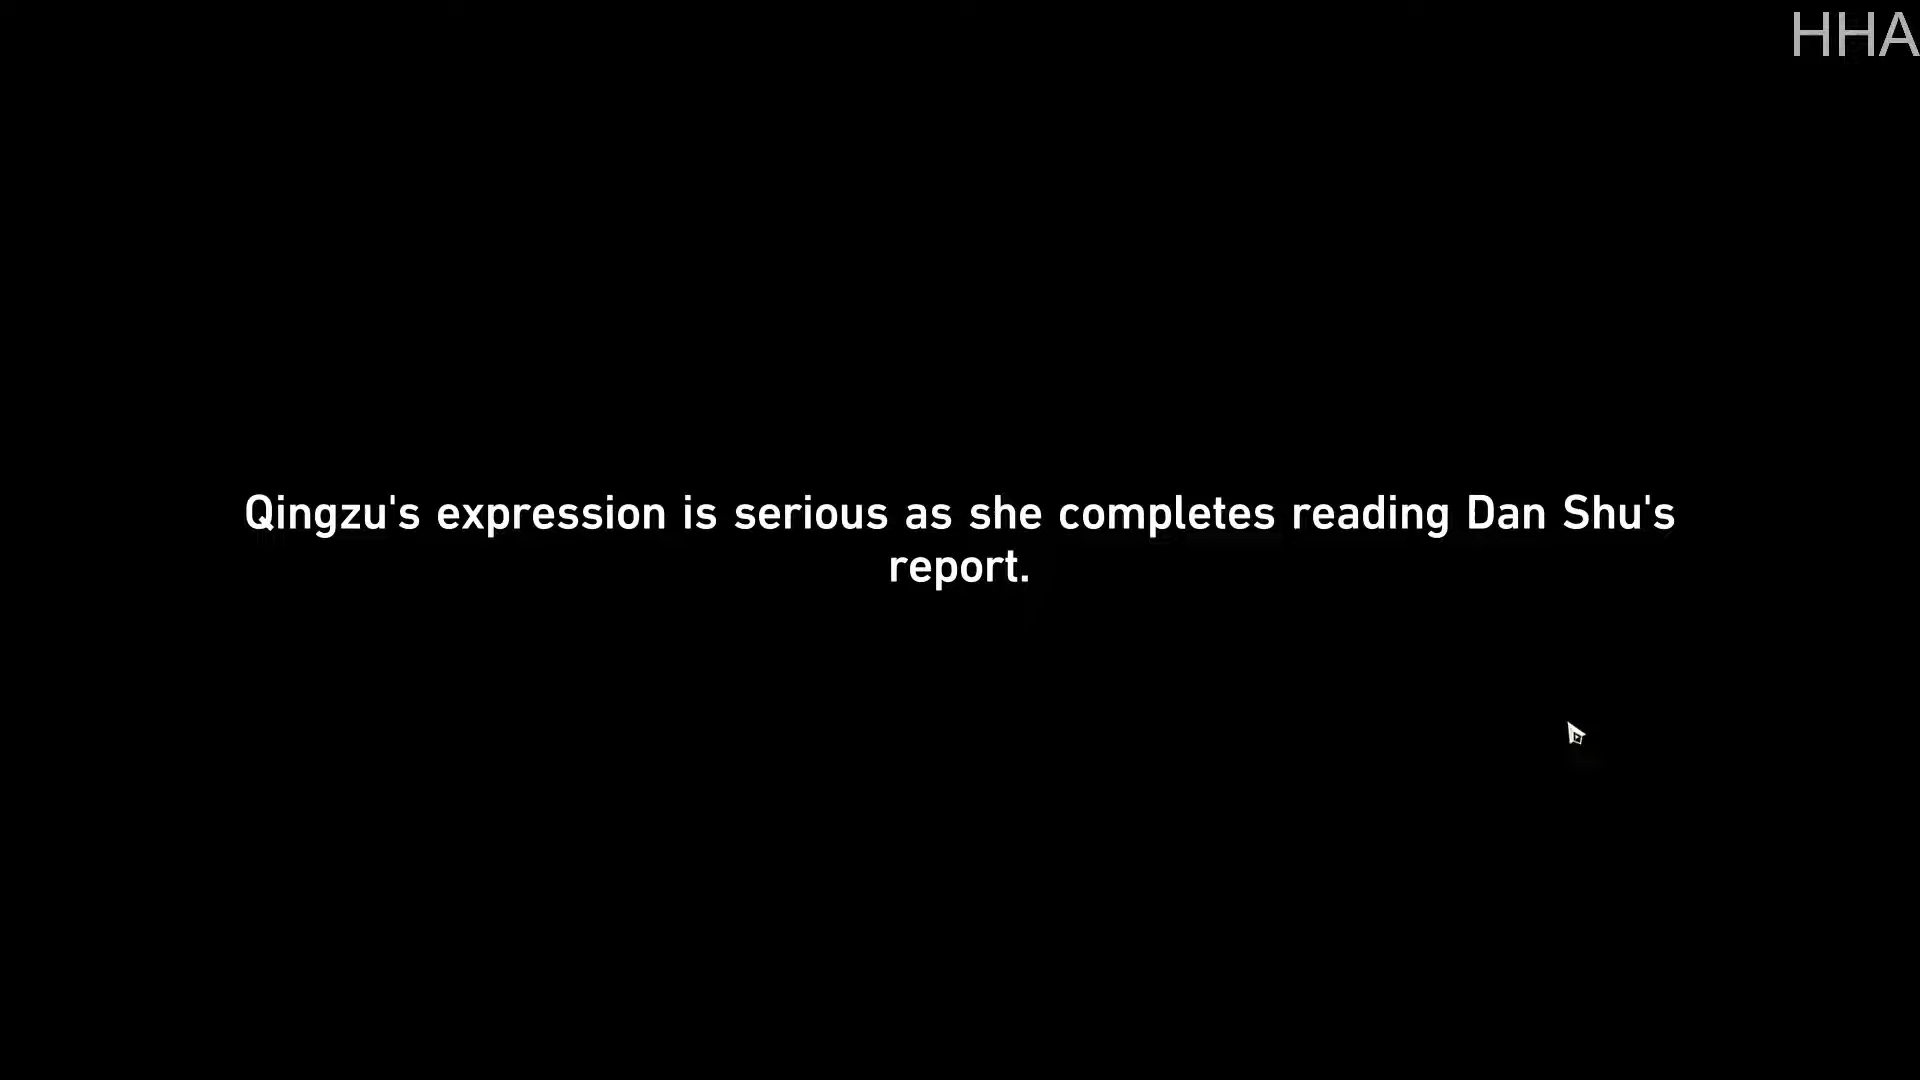 HHA
Qingzu's expression is serious as she completes reading Dan Shu's
report.